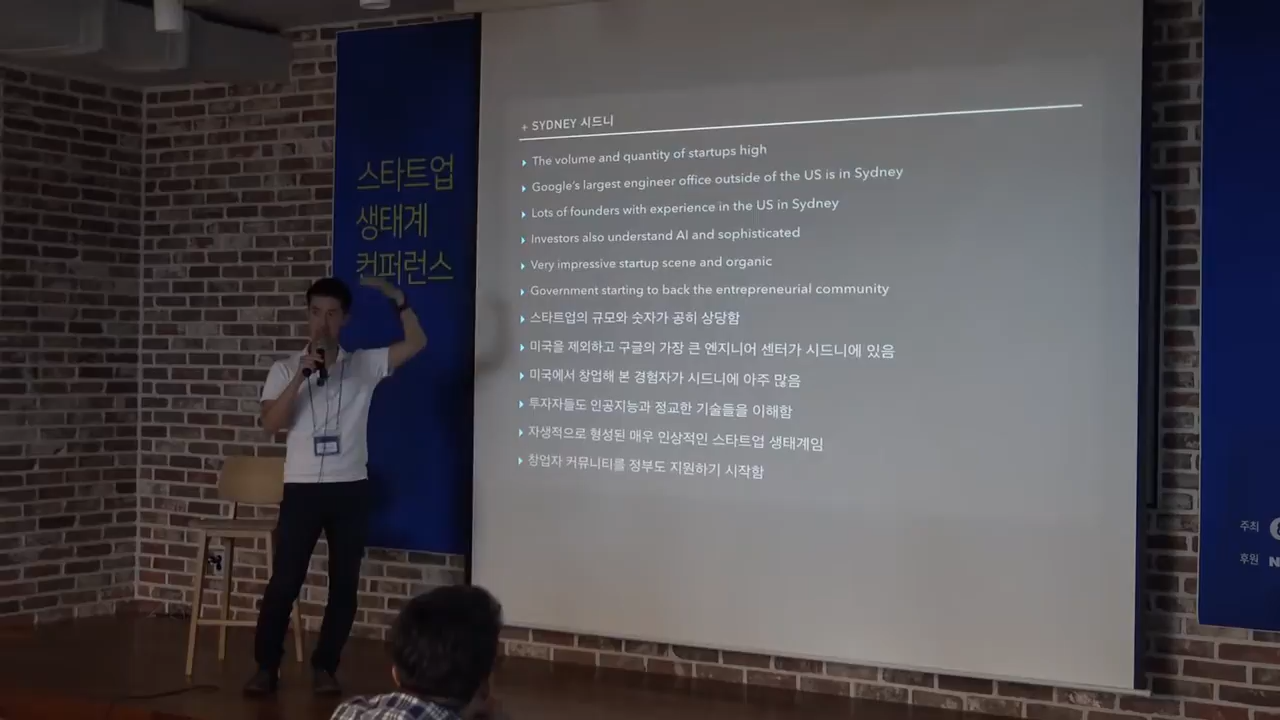 스타트업
생태계
컨퍼런스
+ SYDNEY 시드니
The volume and quantity of startups high
Google's largest engineer office outside of the US is in Sydney
Lots of founders with experience in the US in Sydney
Investors also understand AI and sophisticated
Very impressive startup scene and organic
Government starting to back the entrepreneurial community
스타트업의 규모와 숫자가 공히 상당함
미국을 제외하고 구글의 가장 큰 엔지니어 센터가 시드니에 있음
미국에서 창업해 본 경험자가 시드니에 아주 많음
투자자들도 인공지능과 정교한 기술들을 이해함
자생적으로 형성된 매우 인상적인 스타트업 생태계임
창업자 커뮤니티를 정부도 지원하기 시작함
주최
후원 N